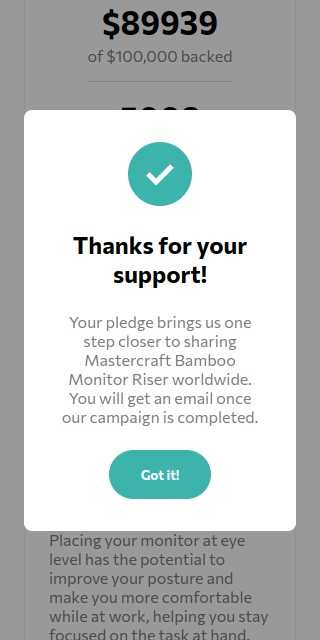 $89939
of $100,000 backed
Thanks for your
support!
Your pledge brings us one
step closer to sharing
Mastercraft Bamboo
Monitor Riser worldwide.
You will get an email once
our campaign is completed.
Got it!
Placing your monitor at eye
level has the potential to
improve your posture and
make you more comfortable
while at work, helping you stay
focused on the task at hand.